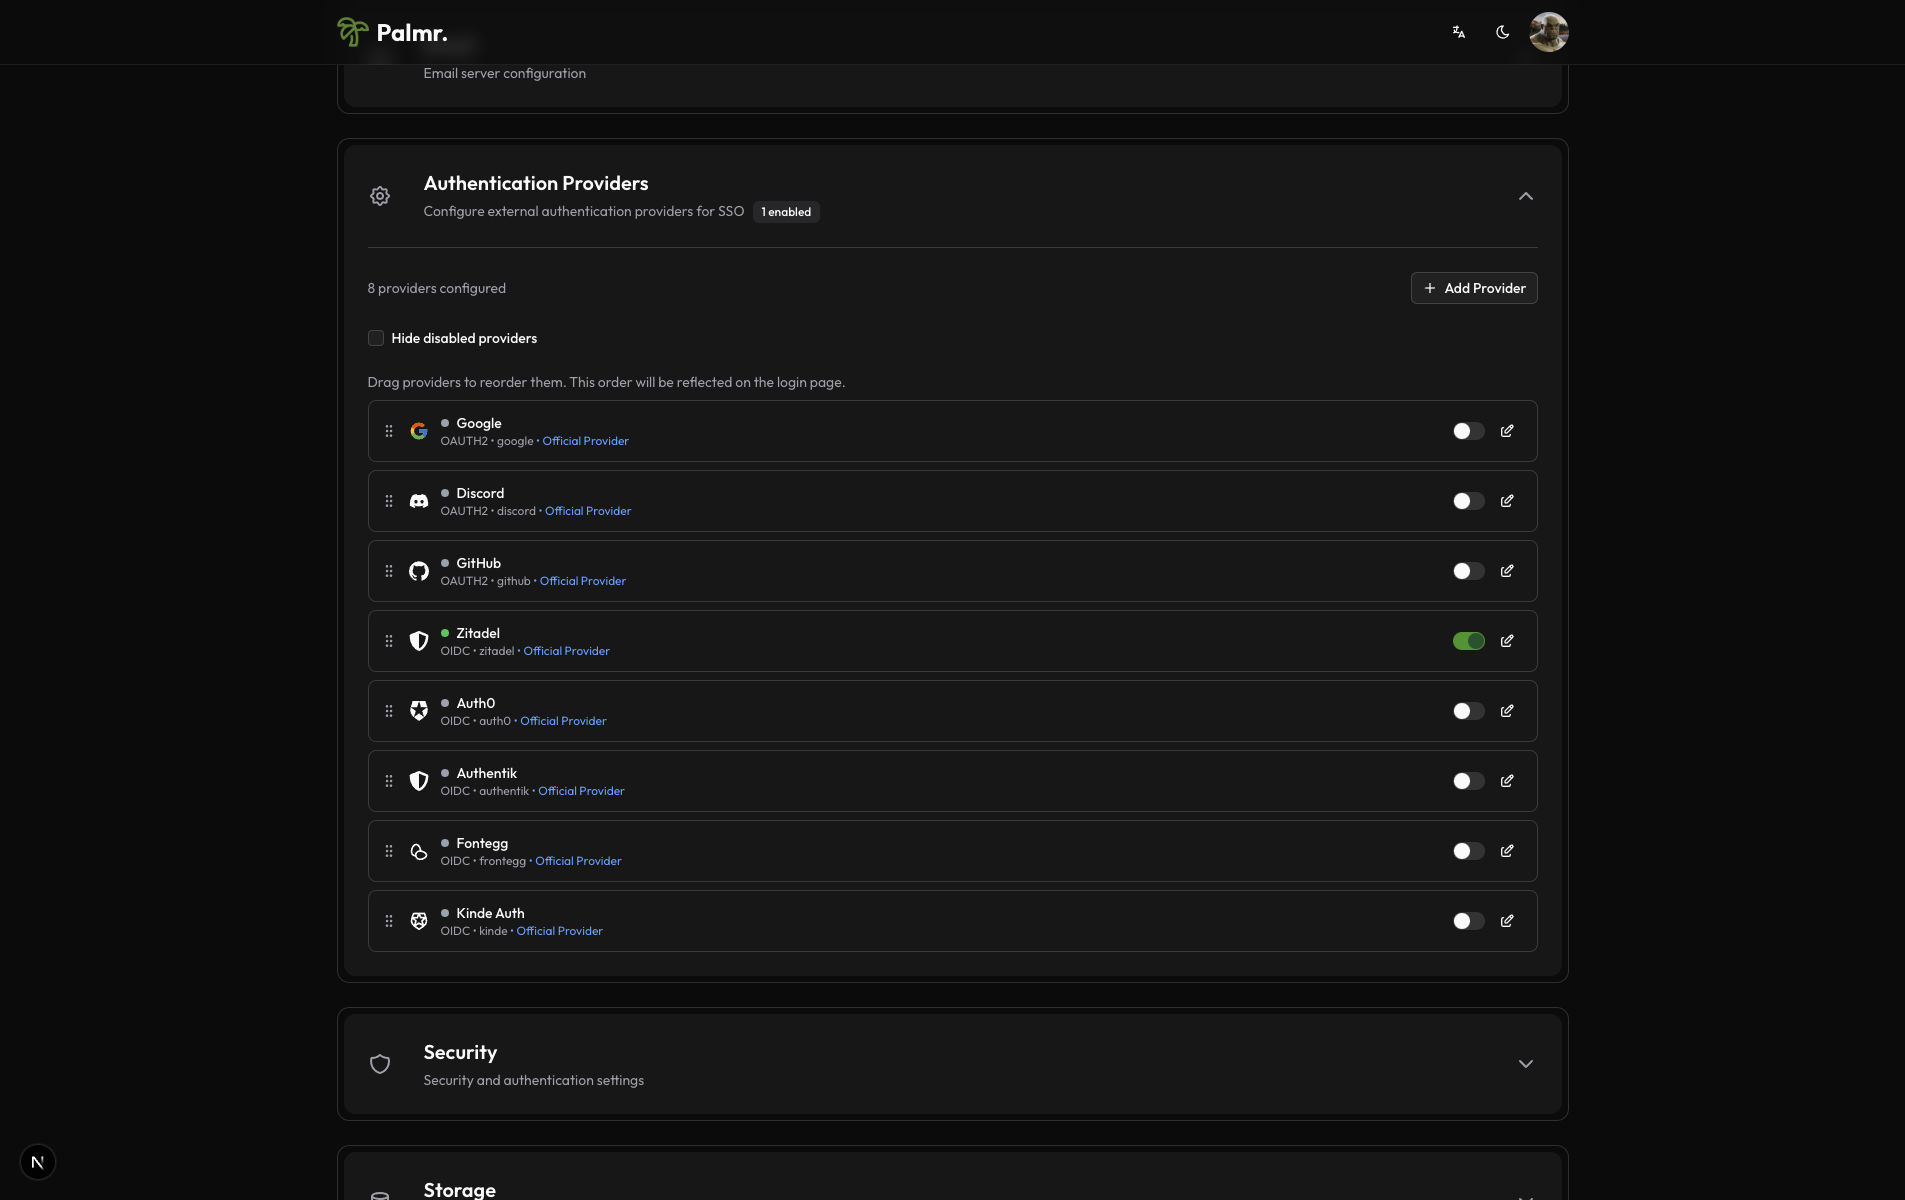 Palmr.
Email server configuration
Authentication Providers
Configure external authentication providers for SSO 1 enabled
8 providers configured
Add Provider
Hide disabled providers
Drag providers to reorder them. This order will be reflected on the login page.
Google
OAUTH2 • google • Official Provider
Discord
OAUTH2 • discord • Official Provider
GitHub
OAUTH2 • github • Official Provider
Zitadel
OIDC • zitadel • Official Provider
Auth0
OIDC • auth0 • Official Provider
Authentik
OIDC • authentik • Official Provider
Fontegg
OIDC • frontegg • Official Provider
Kinde Auth
OIDC • kinde • Official Provider
Security
Security and authentication settings
N
Storage